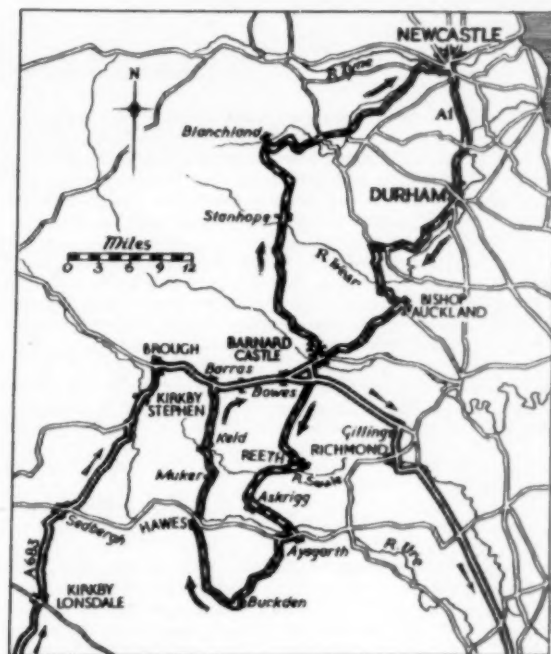 NEWCASTLE
R. Tyne
A1
N
Blanchland
DURHAM
Stanhope
Miles
0 3 6 9 12
R. Wear
BISHOP
AUCKLAND
BARNARD
CASTLE
BROUGH
Barras
Bowes
KIRKBY
STEPHEN
Gilling
Keld
REETH
RICHMOND
R. Swale
Muker
Askrigg
Sedbergh
HAWES
Aysgarth
R. Ure
A683
KIRKBY
LONSDALE
Buckden